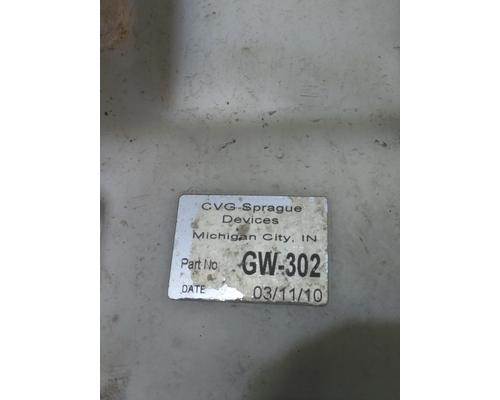 CVG-Sprague
Devices
Michigan City, IN
Part No GW-302
DATE 03/11/10